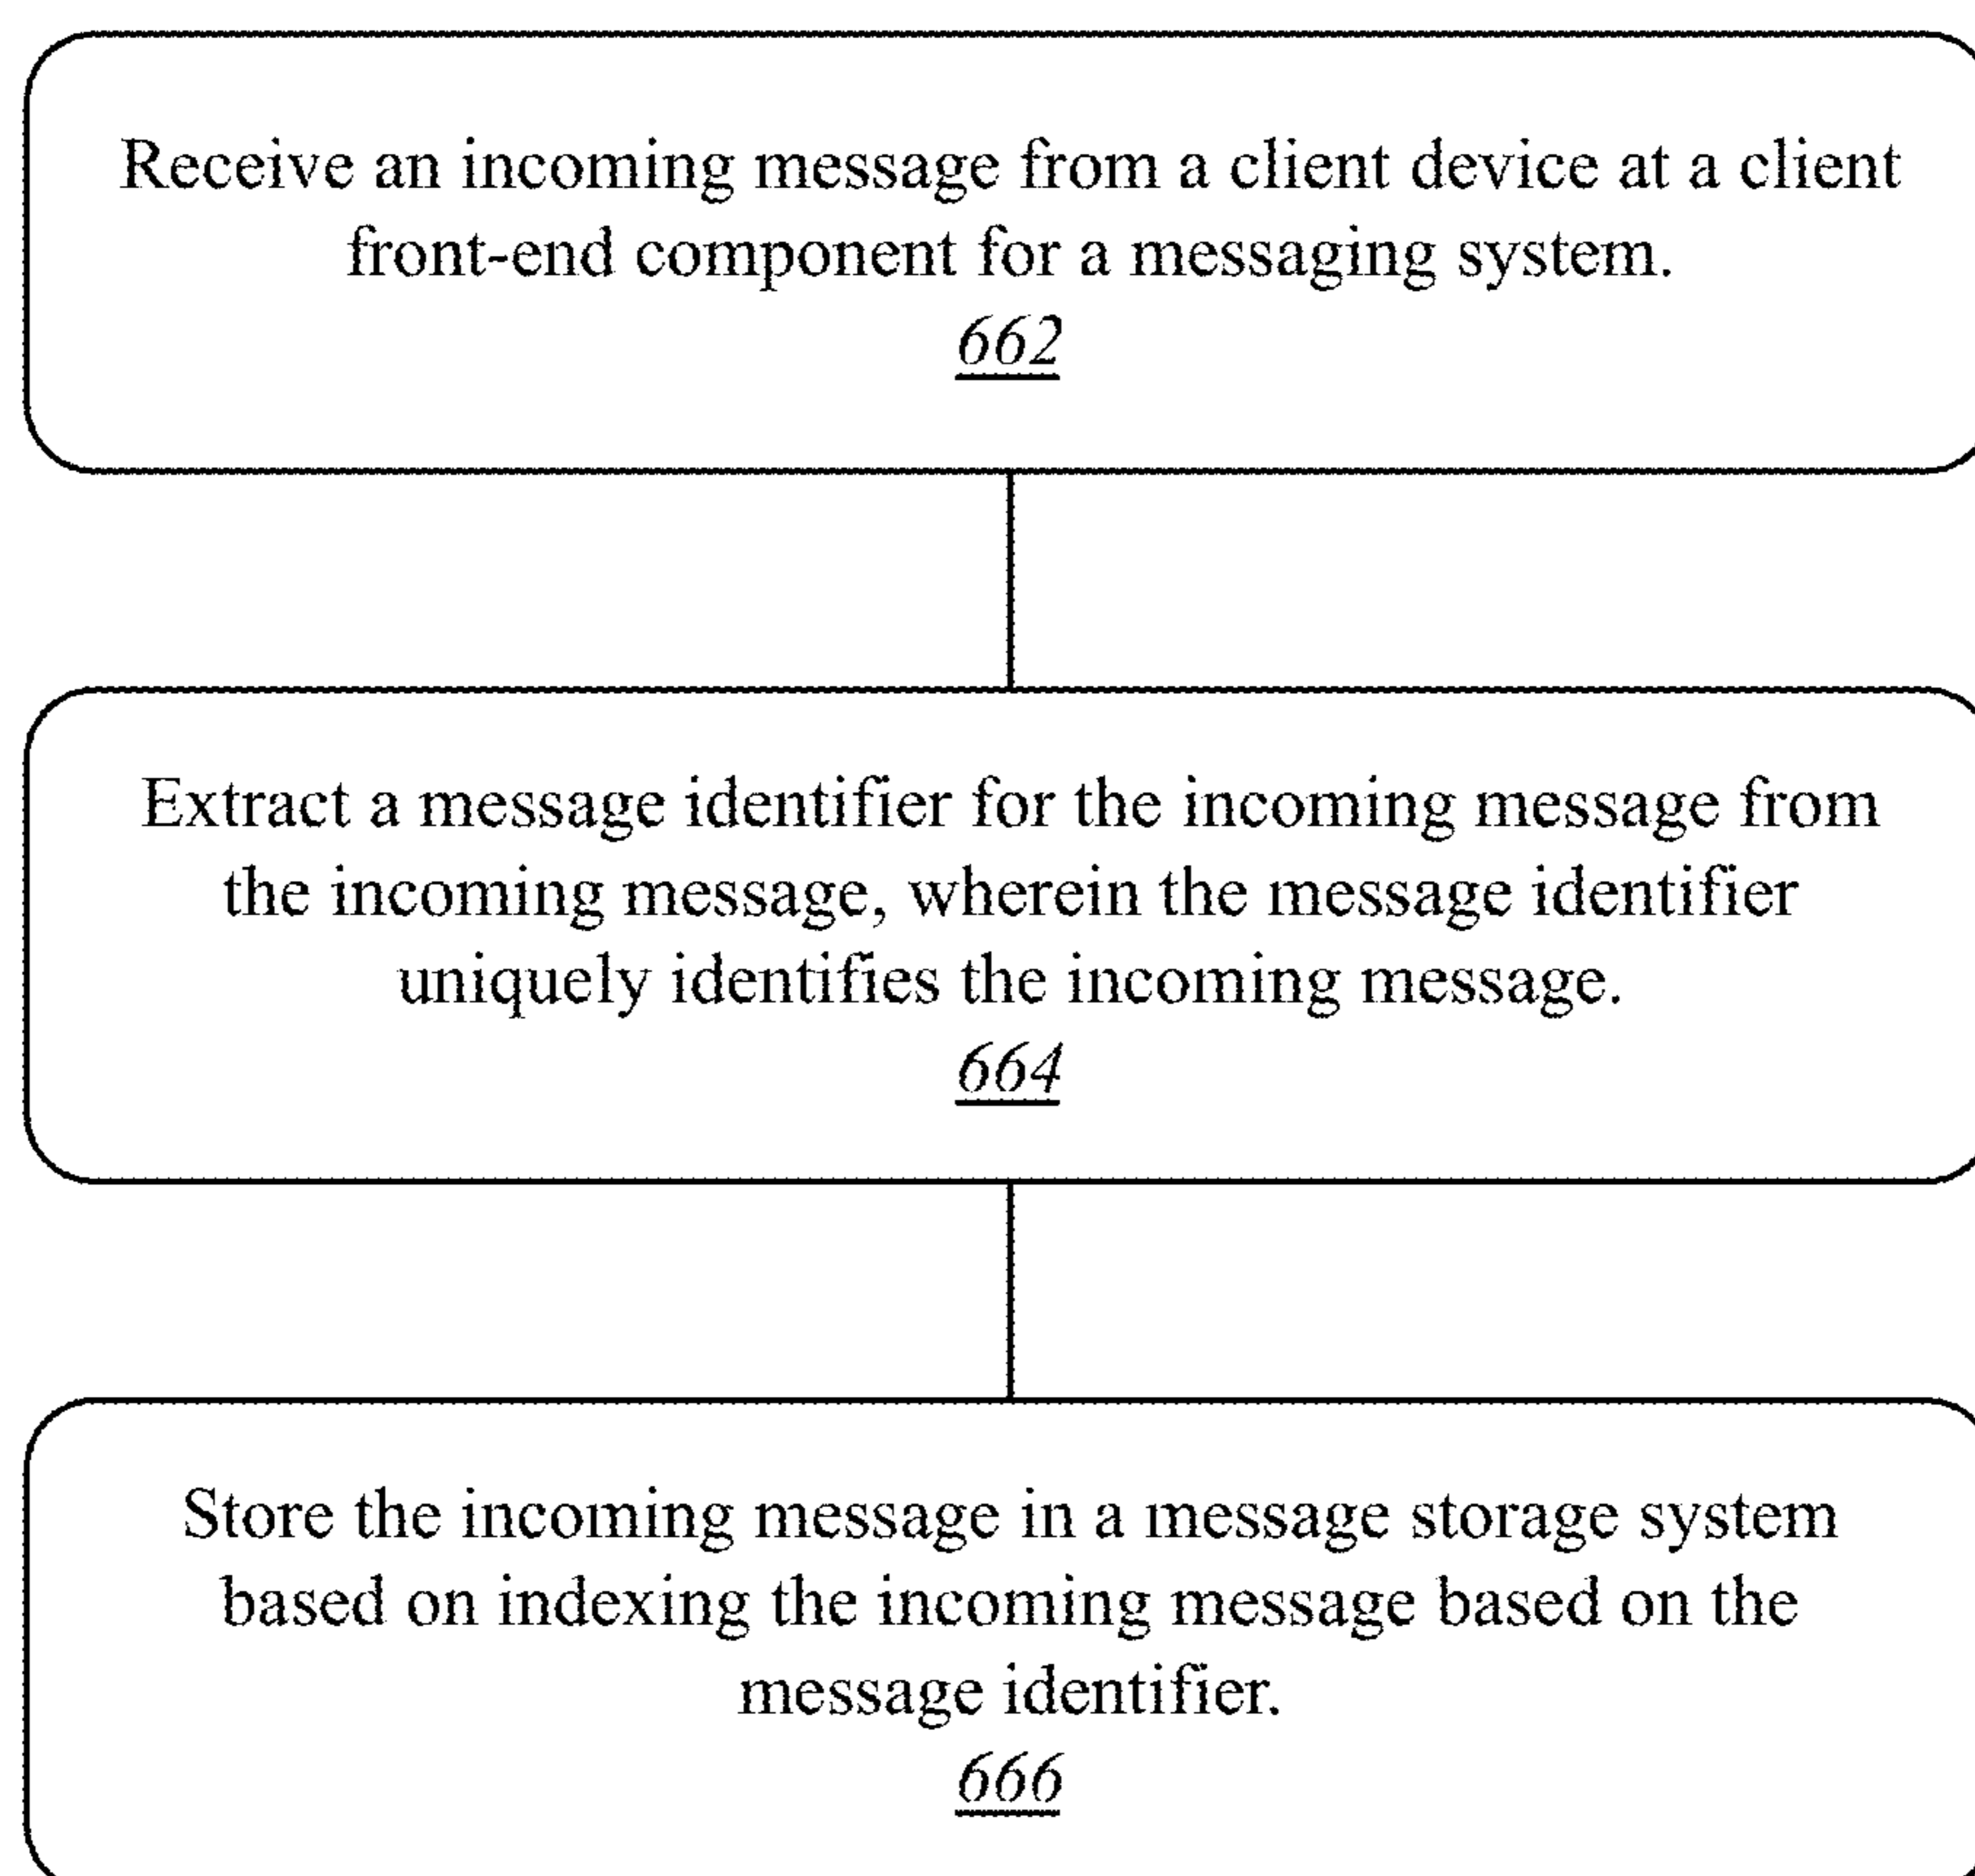 Receive an incoming message from a client device at a client
front-end component for a messaging system.
662
Extract a message identifier for the incoming message from
the incoming message, wherein the message identifier
uniquely identifies the incoming message.
664
Store the incoming message in a message storage system
based on indexing the incoming message based on the
message identifier.
666